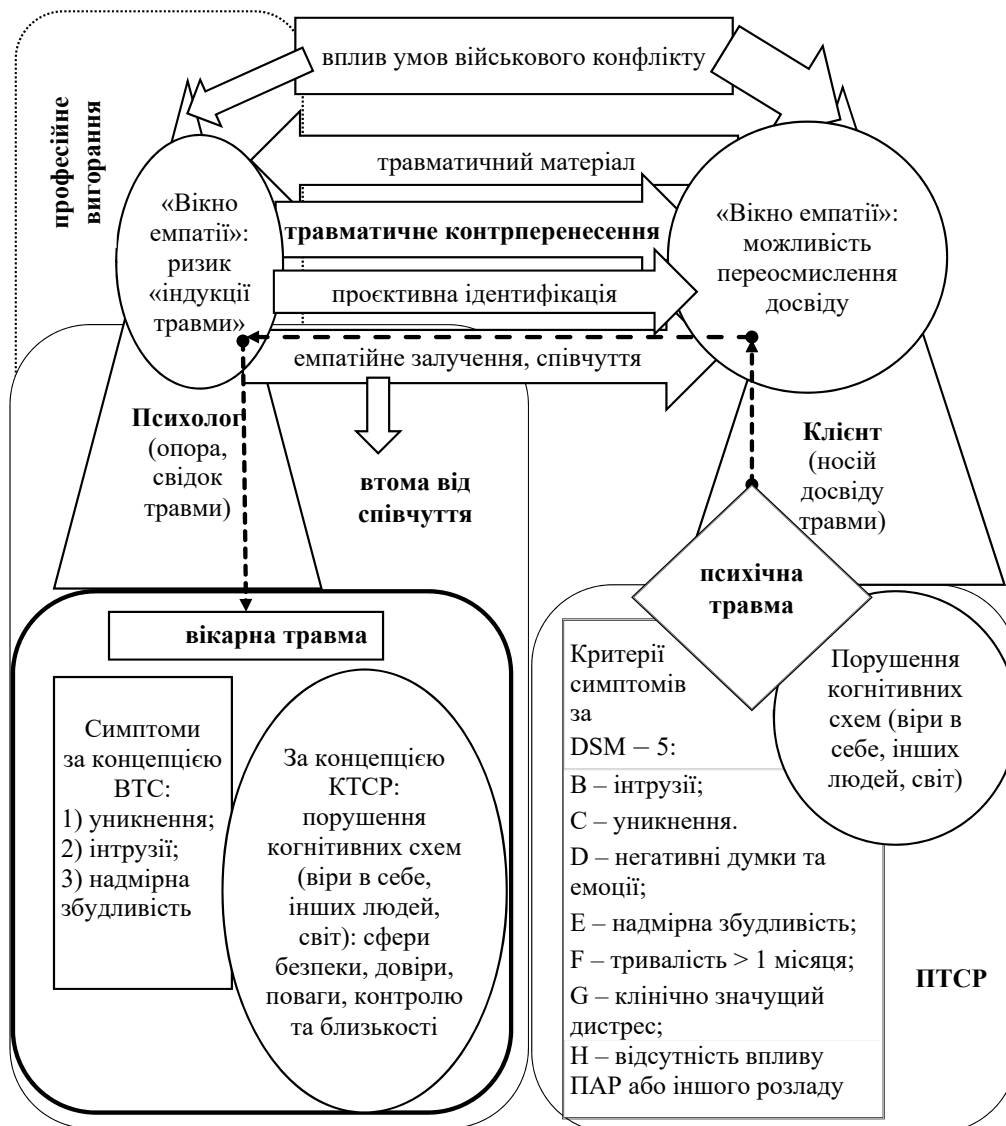 вплив умов військового конфлікту
професійне
вигорання
травматичний матеріал
«Вікно
емпатії»:
ризик
«індукції
травми»
травматичне контрперенесення
проєктивна ідентифікація
емпатійне залучення, співчуття
«Вікно емпатії»:
можливість
переосмислення
досвіду
Психолог
(опора,
свідок
травми)
втома від
співчуття
Клієнт
(носій
досвіду
травми)
психічна
травма
вікарна травма
Симптоми
за концепцією
ВТС:
1) уникнення;
2) інтрузії;
3) надмірна
збудливість
За концепцією
КТСР:
порушення
когнітивних схем
(віри в себе,
інших людей,
світ): сфери
безпеки, довіри,
поваги, контролю
та близькості
Критерії
симптомів
за
DSM – 5:
B – інтрузії;
C – уникнення.
D – негативні думки та
емоції;
E – надмірна збудливість;
F – тривалість > 1 місяця;
G – клінічно значущий
дистрес;
H – відсутність впливу
ПАР або іншого розладу
Порушення
когнітивних
схем (віри в
себе, інших
людей, світ)
ПТСР